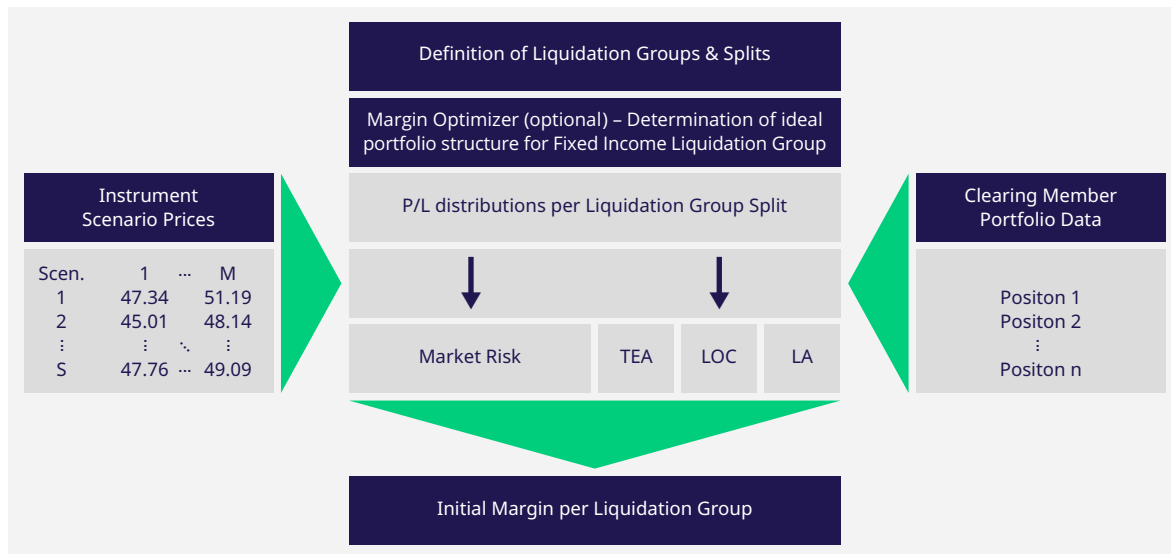 Definition of Liquidation Groups & Splits
Margin Optimizer (optional) – Determination of ideal
portfolio structure for Fixed Income Liquidation Group
Instrument
Scenario Prices
Scen. 1 ··· M
1 47.34 51.19
2 45.01 48.14
⋮ ⋮ ⋱ ⋮
S 47.76 ··· 49.09
P/L distributions per Liquidation Group Split
Market Risk
TEA
LOC
LA
Clearing Member
Portfolio Data
Positon 1
Positon 2
⋮
Positon n
Initial Margin per Liquidation Group